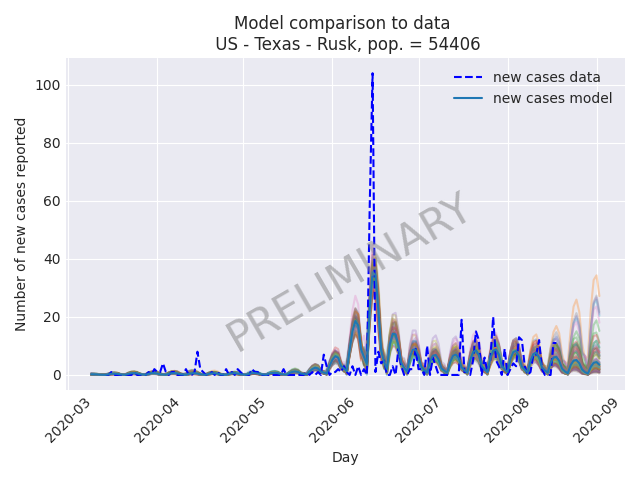 Model comparison to data
US - Texas - Rusk, pop. = 54406
new cases data
new cases model
Number of new cases reported
100
80
60
40
20
0
PRELIMINARY
2020-03
2020-04
2020-05
2020-06
2020-07
2020-08
2020-09
Day